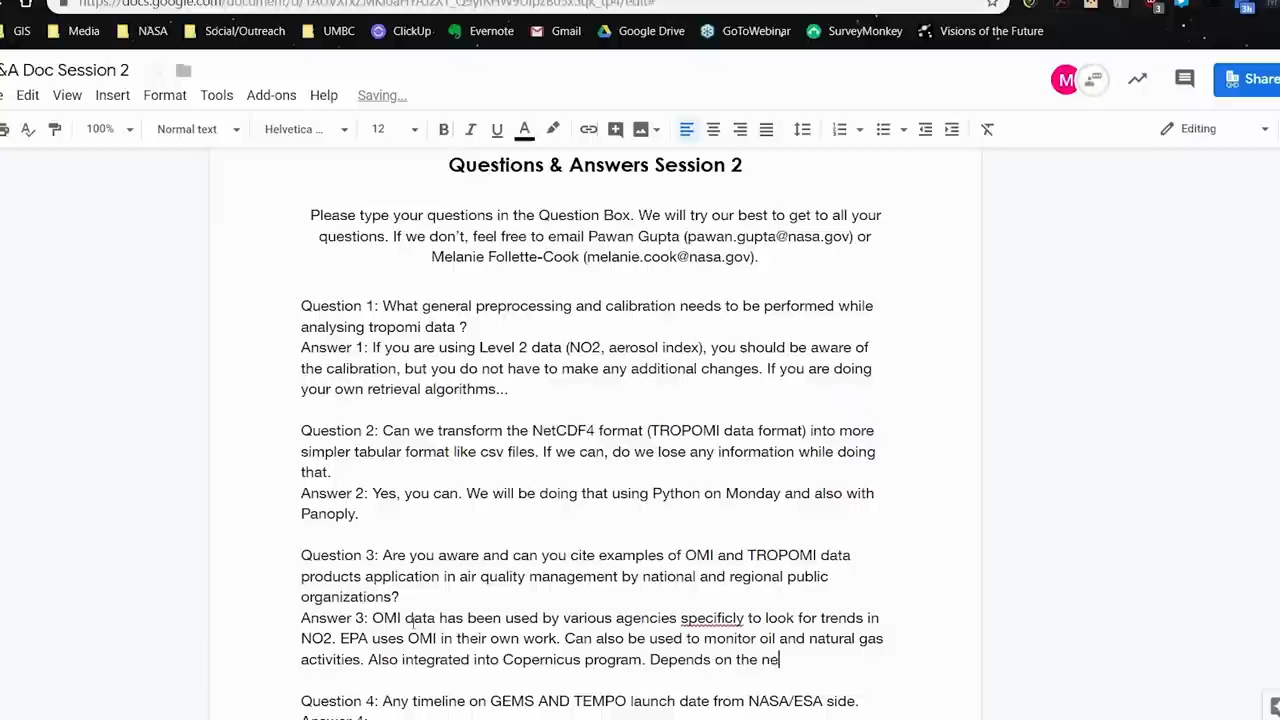 GIS Media NASA Social/Outreach UMBC ClickUp Evernote Gmail Google Drive GoToWebinar SurveyMonkey Visions of the Future
&A Doc Session 2
M
Share
e Edit View Insert Format Tools Add-ons Help Saving...
100% Normal text Helvetica ... 12 B I U A Editing
Questions & Answers Session 2
Please type your questions in the Question Box. We will try our best to get to all your
questions. If we don't, feel free to email Pawan Gupta (pawan.gupta@nasa.gov) or
Melanie Follette-Cook (melanie.cook@nasa.gov).
Question 1: What general preprocessing and calibration needs to be performed while
analysing tropomi data ?
Answer 1: If you are using Level 2 data (NO2, aerosol index), you should be aware of
the calibration, but you do not have to make any additional changes. If you are doing
your own retrieval algorithms...
Question 2: Can we transform the NetCDF4 format (TROPOMI data format) into more
simpler tabular format like csv files. If we can, do we lose any information while doing
that.
Answer 2: Yes, you can. We will be doing that using Python on Monday and also with
Panoply.
Question 3: Are you aware and can you cite examples of OMI and TROPOMI data
products application in air quality management by national and regional public
organizations?
Answer 3: OMI data has been used by various agencies specificly to look for trends in
NO2. EPA uses OMI in their own work. Can also be used to monitor oil and natural gas
activities. Also integrated into Copernicus program. Depends on the ne
Question 4: Any timeline on GEMS AND TEMPO launch date from NASA/ESA side.
Answer 4: